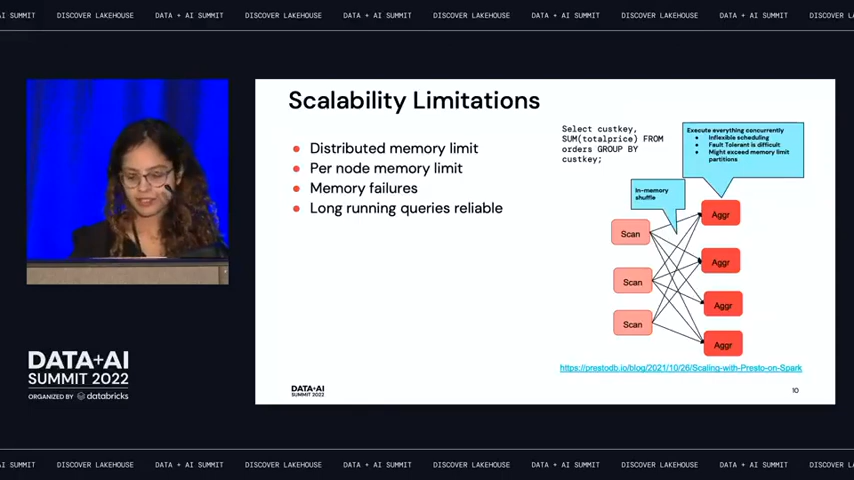 AI SUMMIT DISCOVER LAKEHOUSE DATA + AI SUMMIT DISCOVER LAKEHOUSE DATA + AI SUMMIT DISCOVER LAKEHOUSE DATA + AI SUMMIT DISCOVER LAKEHOUSE DATA + AI SUMMIT DISCOVER LA
Scalability Limitations
Distributed memory limit
Per node memory limit
Memory failures
Long running queries reliable
Select custkey,
SUM(totalprice) FROM
orders GROUP BY
custkey;
Execute everything concurrently
Inflexible scheduling
Fault Tolerant is difficult
Might exceed memory limit
partitions
In-memory
shuffle
Scan
Scan
Scan
Aggr
Aggr
Aggr
Aggr
https://prestodb.io/blog/2021/10/26/Scaling-with-Presto-on-Spark
DATA+AI
SUMMIT 2022
10
DATA+AI
SUMMIT 2022
ORGANIZED BY databricks
AI SUMMIT DISCOVER LAKEHOUSE DATA + AI SUMMIT DISCOVER LAKEHOUSE DATA + AI SUMMIT DISCOVER LAKEHOUSE DATA + AI SUMMIT DISCOVER LAKEHOUSE DATA + AI SUMMIT DISCOVER LA